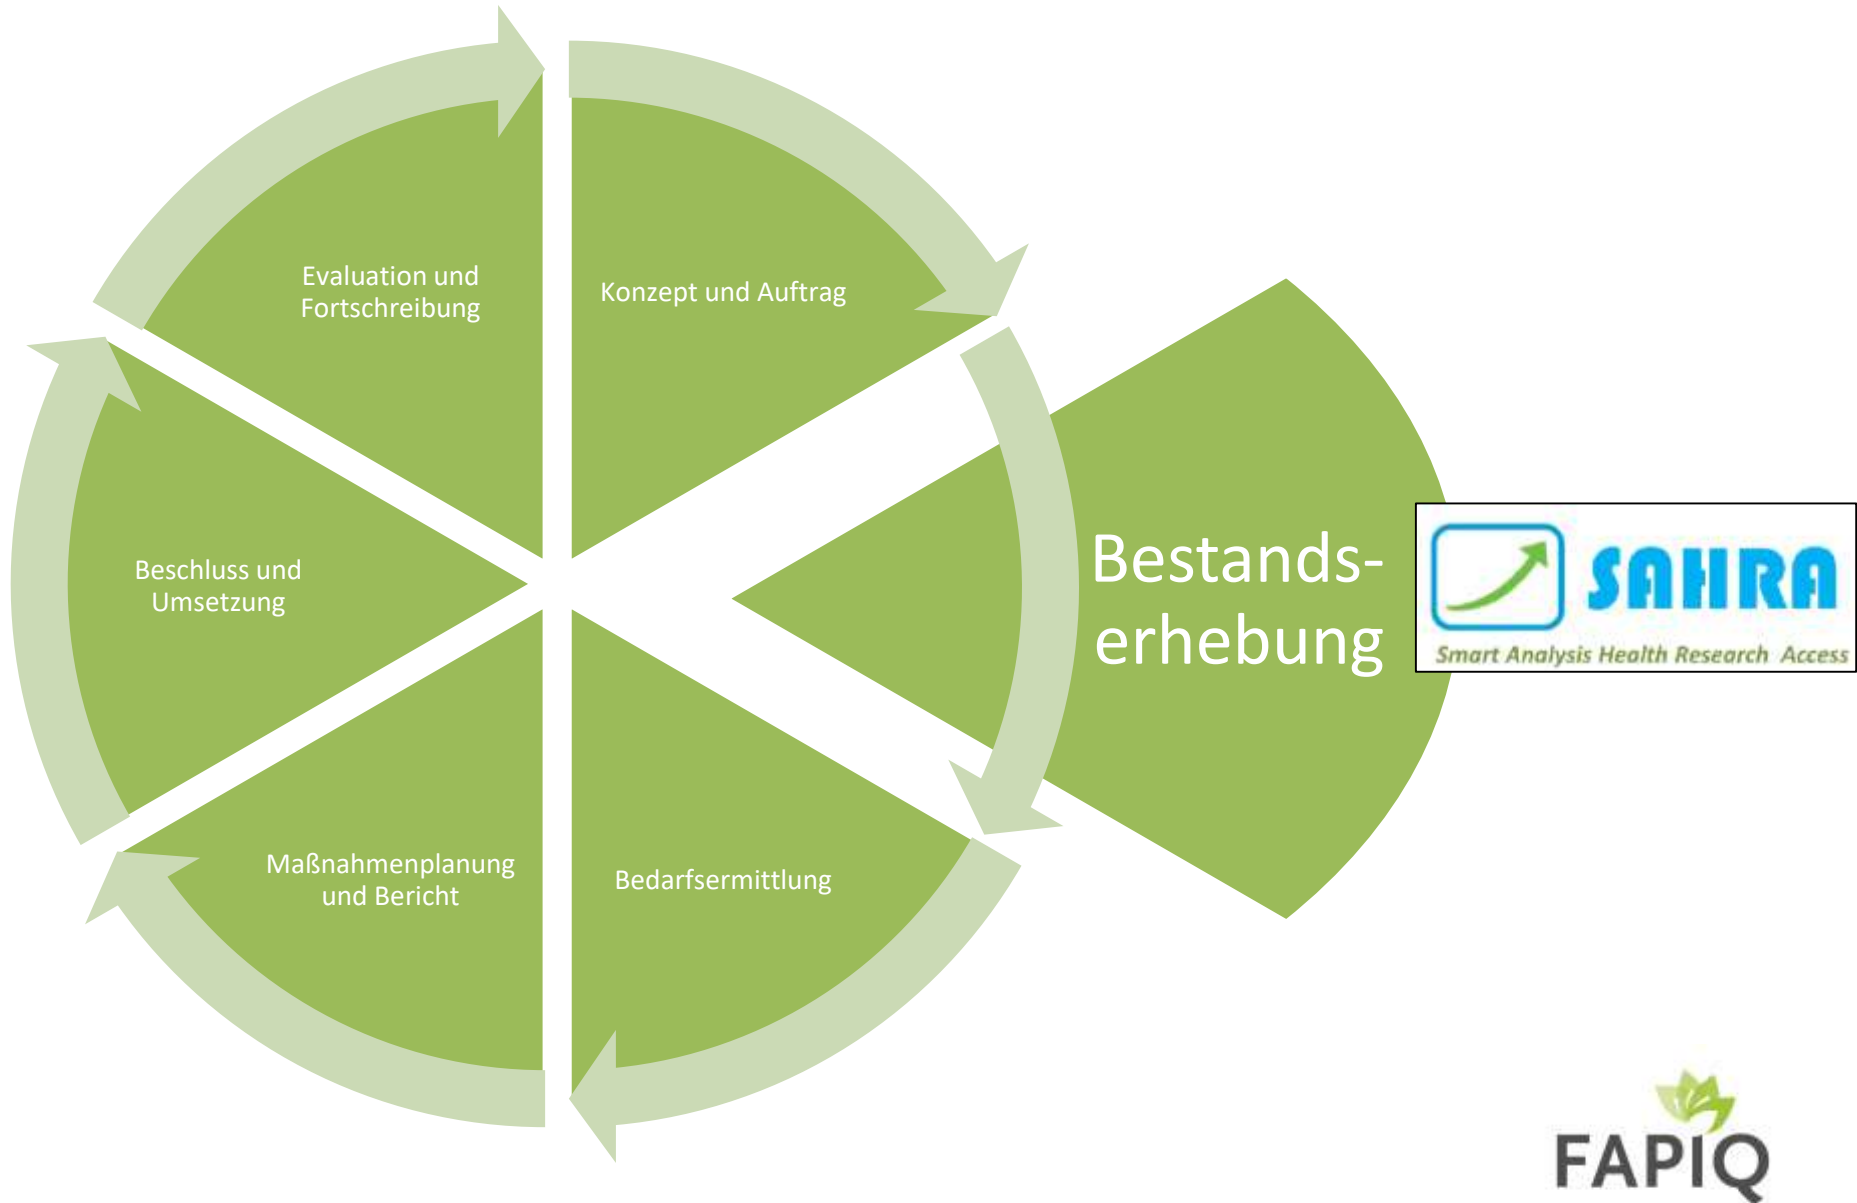 Evaluation und
Fortschreibung
Konzept und Auftrag
Bestands-
erhebung
SAHRA
Smart Analysis Health Research Access
Beschluss und
Umsetzung
Maßnahmenplanung
und Bericht
Bedarfsermittlung
FAPIQ